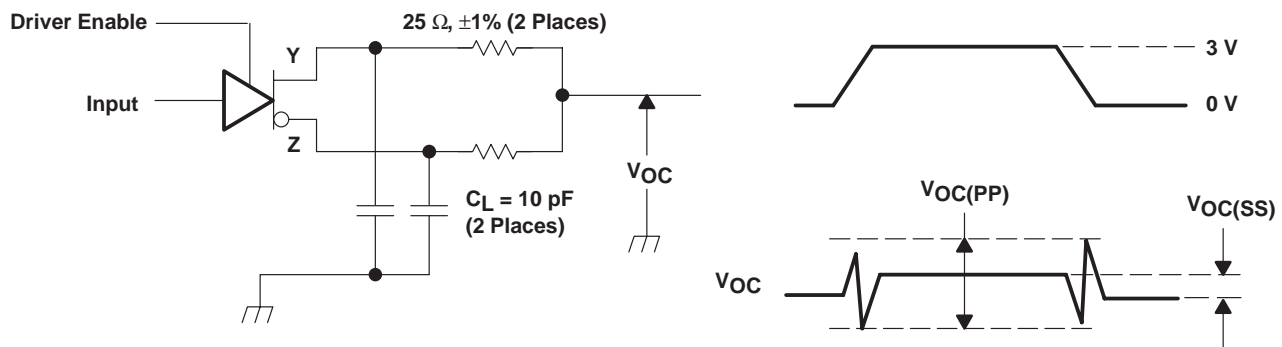 Driver Enable
25 Ω, ±1% (2 Places)
Y
Input
Z
VOC
CL = 10 pF
(2 Places)
3 V
0 V
VOC(PP)
VOC(SS)
VOC